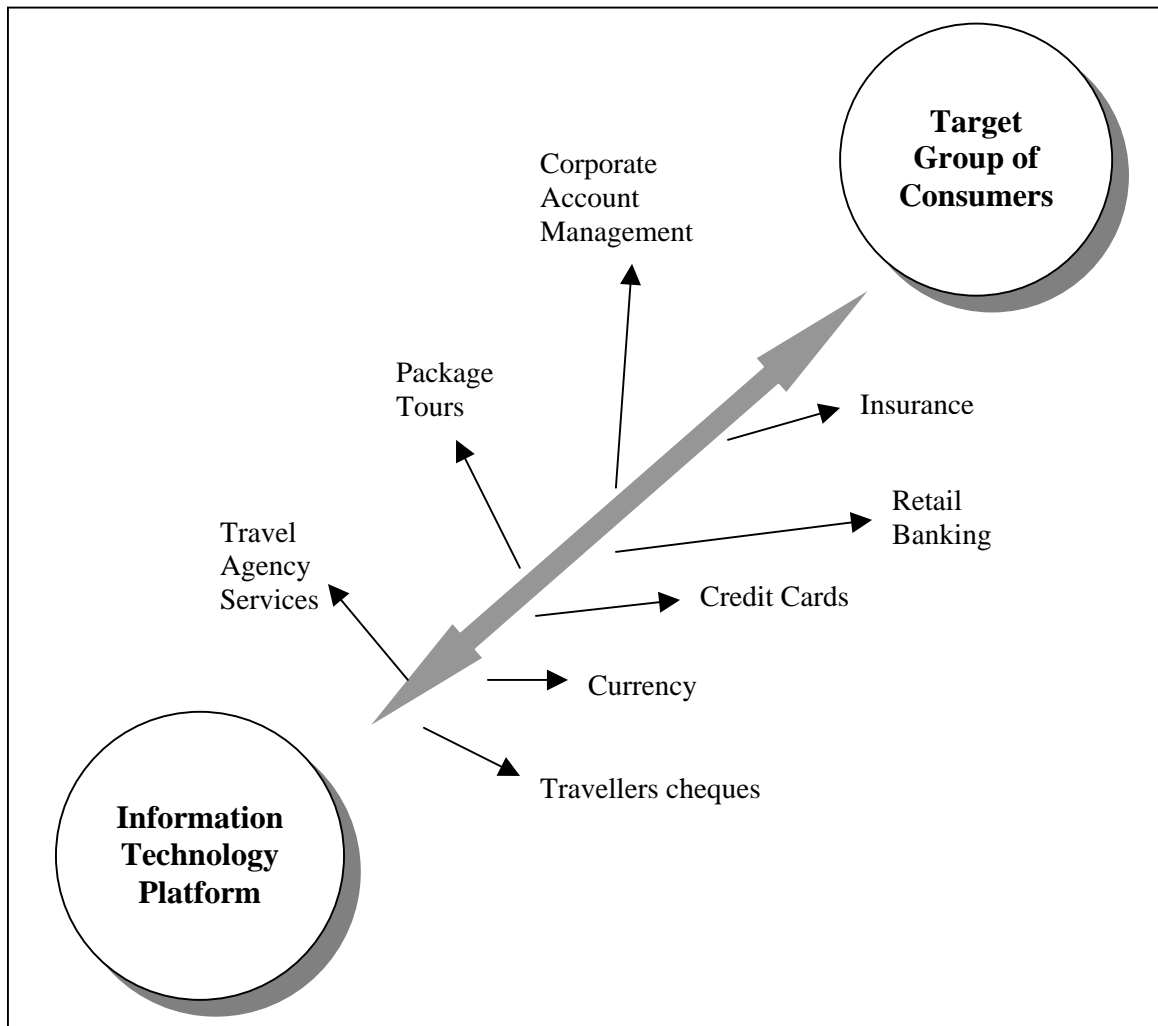 Target
Group of
Consumers
Corporate
Account
Management
Package
Tours
Insurance
Retail
Banking
Travel
Agency
Services
Credit Cards
Currency
Travellers cheques
Information
Technology
Platform